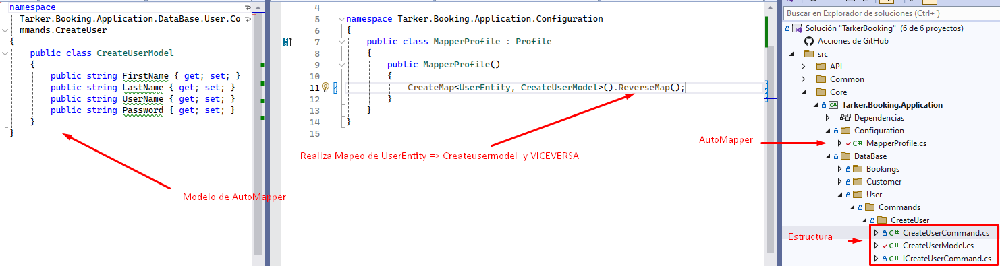 namespace
Tarker.Booking.Application.DataBase.User.Co
mmands.CreateUser
{
public class CreateUserModel
{
public string FirstName { get; set; }
public string LastName { get; set; }
public string UserName { get; set; }
public string Password { get; set; }
}
}
Modelo de AutoMapper
4
5 namespace Tarker.Booking.Application.Configuration
6 {
7 public class MapperProfile : Profile
8 {
9 public MapperProfile()
10 {
11 CreateMap<UserEntity, CreateUserModel>().ReverseMap();
12 }
13 }
14 }
15
Realiza Mapeo de UserEntity => Createusermodel y VICEVERSA
AutoMapper
Estructura
Buscar en Explorador de soluciones (Ctrl+´)
Solución "TarkerBooking" (6 de 6 proyectos)
Acciones de GitHub
src
API
Common
Core
Tarker.Booking.Application
Dependencias
Configuration
C# MapperProfile.cs
DataBase
Bookings
Customer
User
Commands
CreateUser
C# CreateUserCommand.cs
C# CreateUserModel.cs
C# ICreateUserCommand.cs